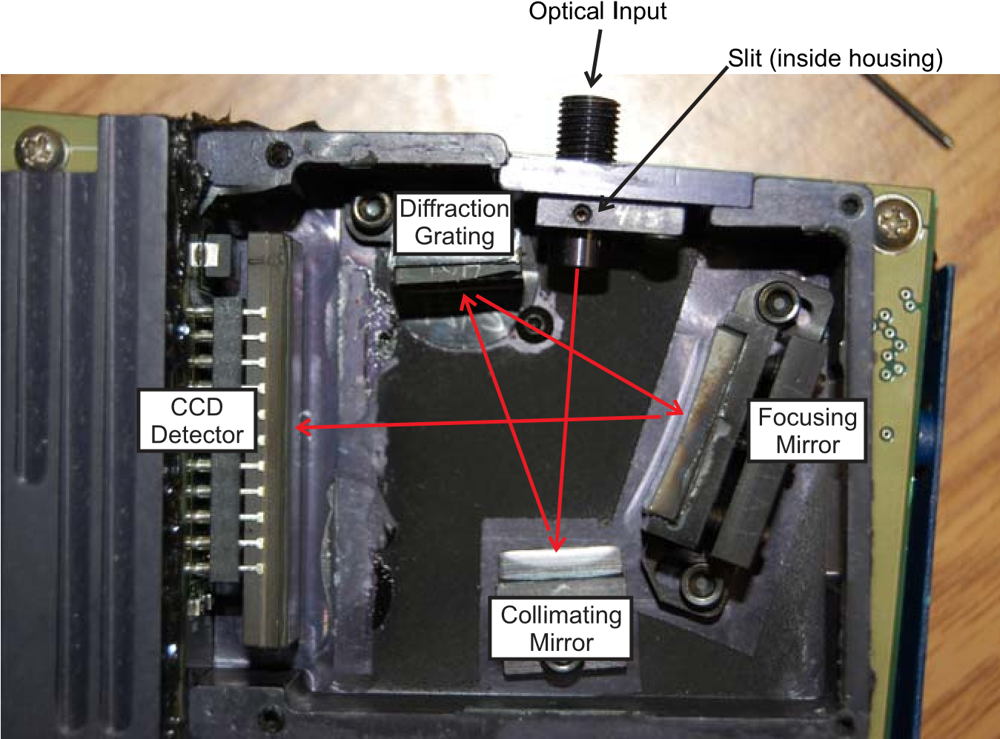 Optical Input
Slit (inside housing)
Diffraction
Grating
CCD
Detector
Focusing
Mirror
Collimating
Mirror